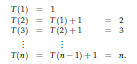 T(1) = 1
T(2) = T(1) + 1 = 2
T(3) = T(2) + 1 = 3
⋮ ⋮
T(n) = T(n − 1) + 1 = n.